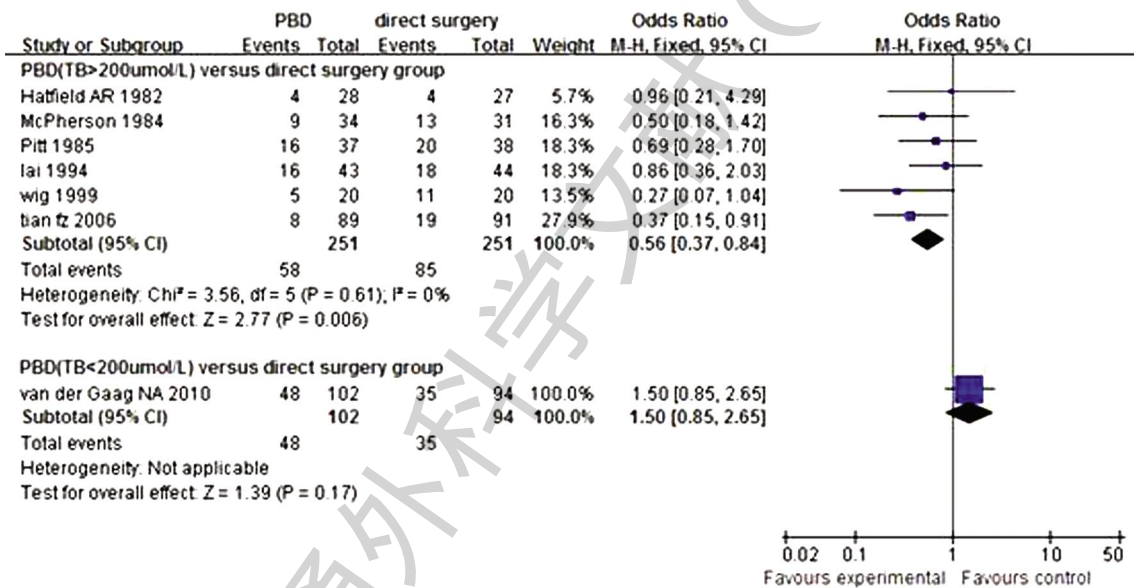 PBD direct surgery Odds Ratio Odds Ratio
Study or Subgroup Events Total Events Total Weight M-H, Fixed, 95% CI M-H, Fixed, 95% CI
PBD(TB>200umol/L) versus direct surgery group
Hatfield AR 1982 4 28 4 27 5.7% 0.96 [0.21, 4.29]
McPherson 1984 9 34 13 31 16.3% 0.50 [0.18, 1.42]
Pitt 1985 16 37 20 38 18.3% 0.69 [0.28, 1.70]
lai 1994 16 43 18 44 18.3% 0.86 [0.36, 2.03]
wig 1999 5 20 11 20 13.5% 0.27 [0.07, 1.04]
tian fz 2006 8 89 19 91 27.9% 0.37 [0.15, 0.91]
Subtotal (95% CI) 251 251 100.0% 0.56 [0.37, 0.84]
Total events 58 85
Heterogeneity: Chi² = 3.56, df = 5 (P = 0.61); I² = 0%
Test for overall effect: Z = 2.77 (P = 0.006)
PBD(TB<200umol/L) versus direct surgery group
van der Gaag NA 2010 48 102 35 94 100.0% 1.50 [0.85, 2.65]
Subtotal (95% CI) 102 94 100.0% 1.50 [0.85, 2.65]
Total events 48 35
Heterogeneity: Not applicable
Test for overall effect: Z = 1.39 (P = 0.17)
0.02 0.1 1 10 50
Favours experimental Favours control
外科学文献